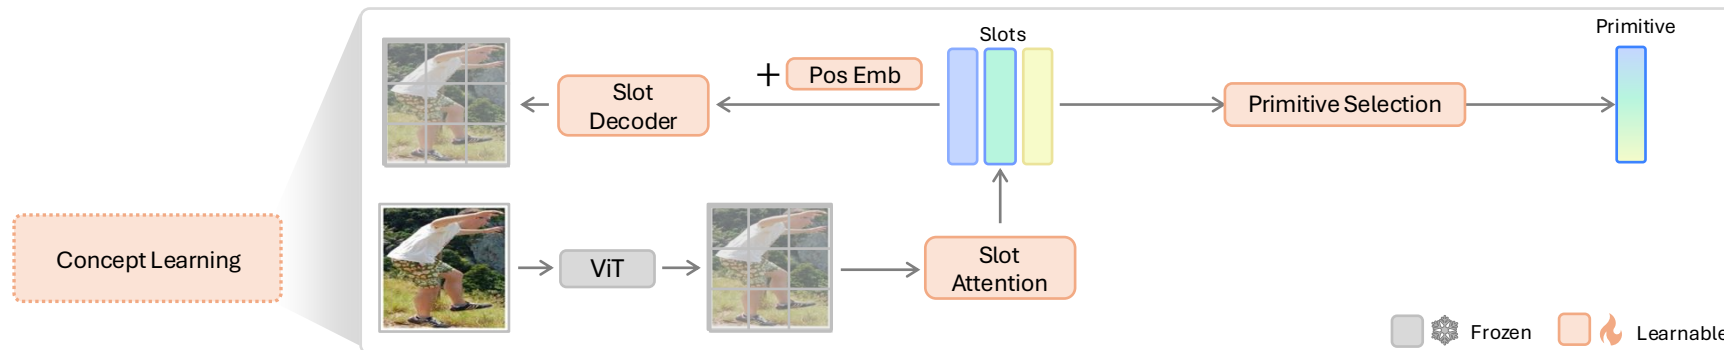 Slots
Primitive
+ Pos Emb
Slot
Decoder
Primitive Selection
Concept Learning
ViT
Slot
Attention
Frozen
Learnable